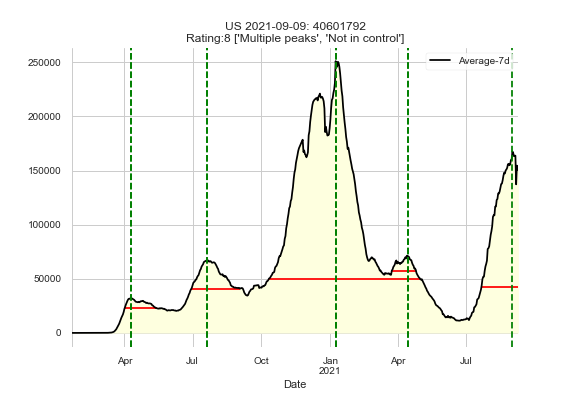 US 2021-09-09: 40601792
Rating:8 ['Multiple peaks', 'Not in control']
Average-7d
250000
200000
150000
100000
50000
0
Apr Jul Oct Jan Apr Jul
2021
Date